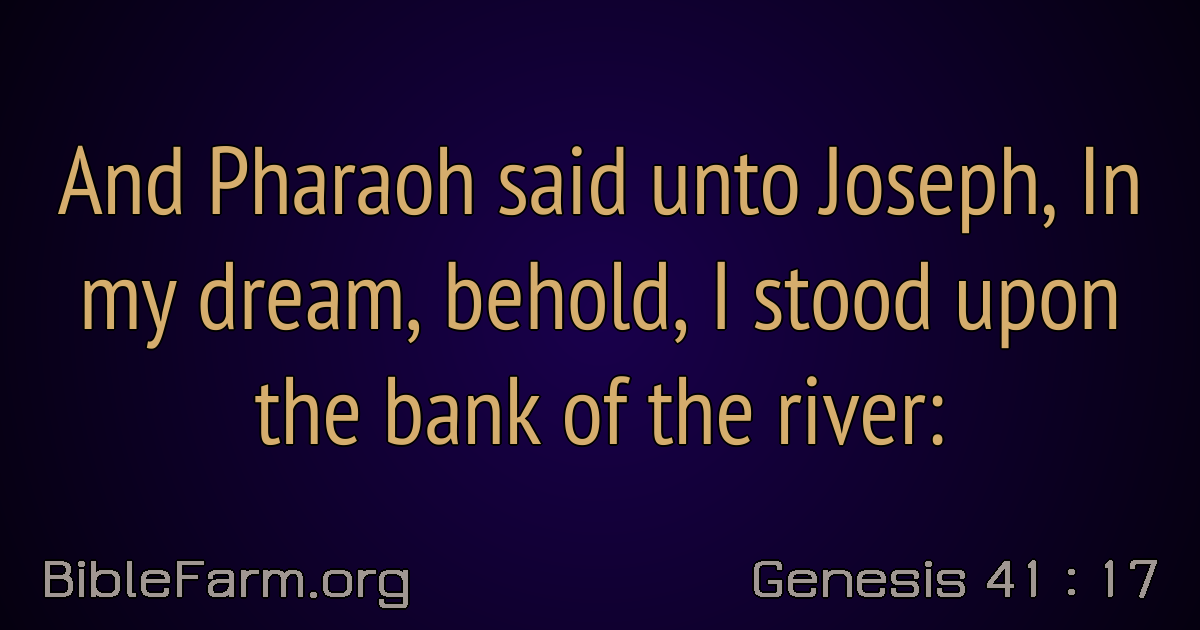 And Pharaoh said unto Joseph, In
my dream, behold, I stood upon
the bank of the river:
BibleFarm.org
Genesis 41 : 17